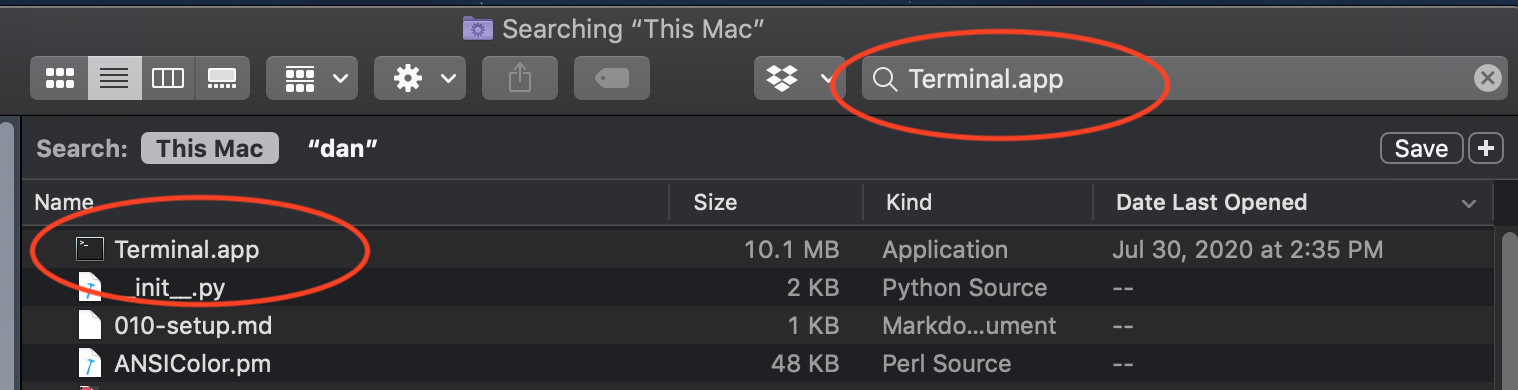 Searching “This Mac”
Terminal.app
Search: This Mac “dan” Save +
Name Size Kind Date Last Opened
Terminal.app 10.1 MB Application Jul 30, 2020 at 2:35 PM
__init__.py 2 KB Python Source --
010-setup.md 1 KB Markdo...ument --
ANSIColor.pm 48 KB Perl Source --